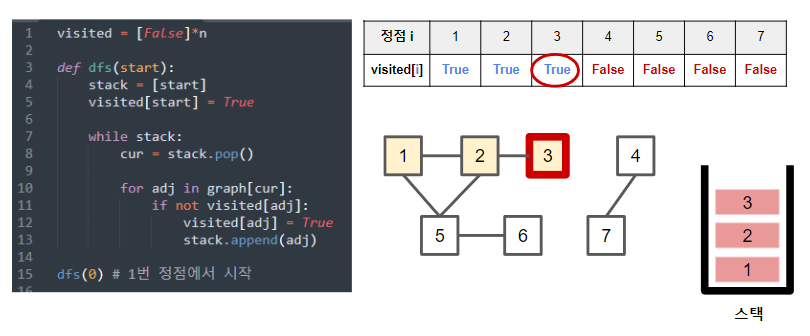 1 visited = [False]*n
2
3 def dfs(start):
4 stack = [start]
5 visited[start] = True
6
7 while stack:
8 cur = stack.pop()
9
10 for adj in graph[cur]:
11 if not visited[adj]:
12 visited[adj] = True
13 stack.append(adj)
14
15 dfs(0) # 1번 정점에서 시작
16
정점 i 1 2 3 4 5 6 7
visited[i] True True True False False False False
1 2 3 4
5 6 7
3
2
1
스택